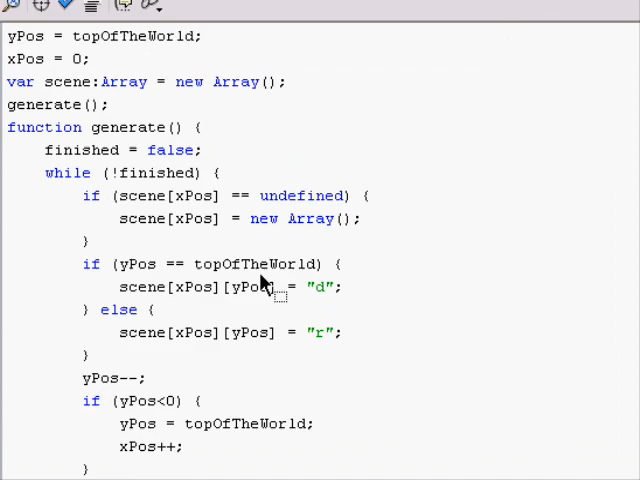 yPos = topOfTheWorld;
xPos = 0;
var scene:Array = new Array();
generate();
function generate() {
finished = false;
while (!finished) {
if (scene[xPos] == undefined) {
scene[xPos] = new Array();
}
if (yPos == topOfTheWorld) {
scene[xPos][yPos] = "d";
} else {
scene[xPos][yPos] = "r";
}
yPos--;
if (yPos<0) {
yPos = topOfTheWorld;
xPos++;
}